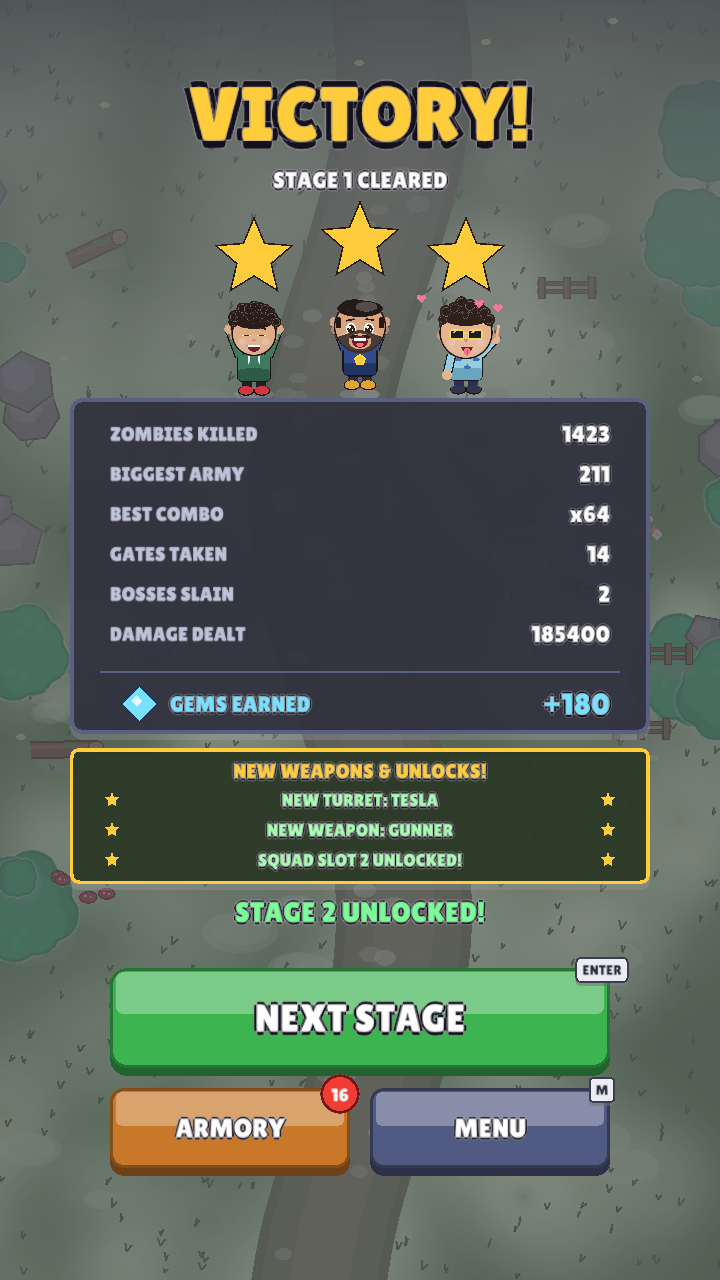 VICTORY!
STAGE 1 CLEARED
ZOMBIES KILLED 1423
BIGGEST ARMY 211
BEST COMBO x64
GATES TAKEN 14
BOSSES SLAIN 2
DAMAGE DEALT 185400
GEMS EARNED +180
NEW WEAPONS & UNLOCKS!
NEW TURRET: TESLA
NEW WEAPON: GUNNER
SQUAD SLOT 2 UNLOCKED!
STAGE 2 UNLOCKED!
ENTER
NEXT STAGE
16
M
ARMORY
MENU